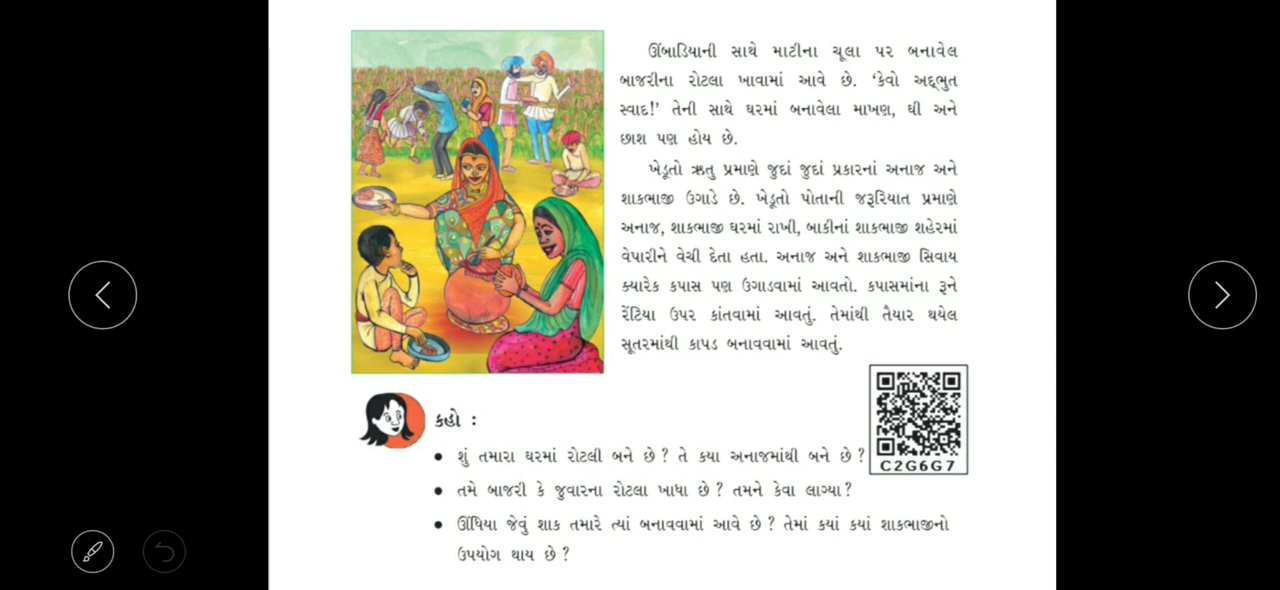 ઊંબાડિયાની સાથે માટીના ચૂલા પર બનાવેલ
બાજરીના રોટલા ખાવામાં આવે છે. ‘કેવો અદ્ભુત
સ્વાદ!’ તેની સાથે ઘરમાં બનાવેલા માખણ, ઘી અને
છાશ પણ હોય છે.
ખેડૂતો ઋતુ પ્રમાણે જુદાં જુદાં પ્રકારનાં અનાજ અને
શાકભાજી ઉગાડે છે. ખેડૂતો પોતાની જરૂરિયાત પ્રમાણે
અનાજ, શાકભાજી ઘરમાં રાખી, બાકીનાં શાકભાજી શહેરમાં
વેપારીને વેચી દેતા હતા. અનાજ અને શાકભાજી સિવાય
ક્યારેક કપાસ પણ ઉગાડવામાં આવતો. કપાસમાંના રૂને
રેંટિયા ઉપર કાંતવામાં આવતું. તેમાંથી તૈયાર થયેલ
સૂતરમાંથી કાપડ બનાવવામાં આવતું.
C2G6G7
કહો :
• શું તમારા ઘરમાં રોટલી બને છે ? તે કયા અનાજમાંથી બને છે ?
• તમે બાજરી કે જુવારના રોટલા ખાધા છે ? તમને કેવા લાગ્યા ?
• ઊંધિયા જેવું શાક તમારે ત્યાં બનાવવામાં આવે છે ? તેમાં કયાં કયાં શાકભાજીનો
ઉપયોગ થાય છે ?